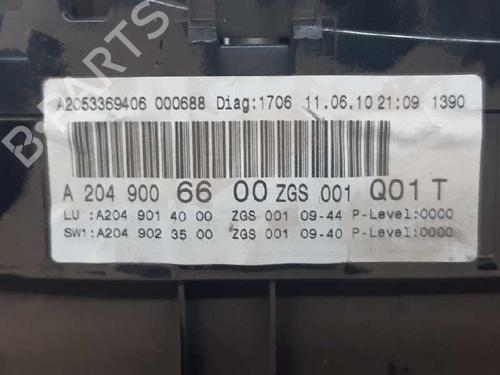 A2053369406 000688 Diag:1706 11.06.10 21:09 1390
A 204 900 66 00 ZGS 001 Q01 T
LU :A204 901 40 00 ZGS 001 09-44 P-Level:0000
SW1:A204 902 35 00 ZGS 001 09-40 P-Level:0000
B-PARTS